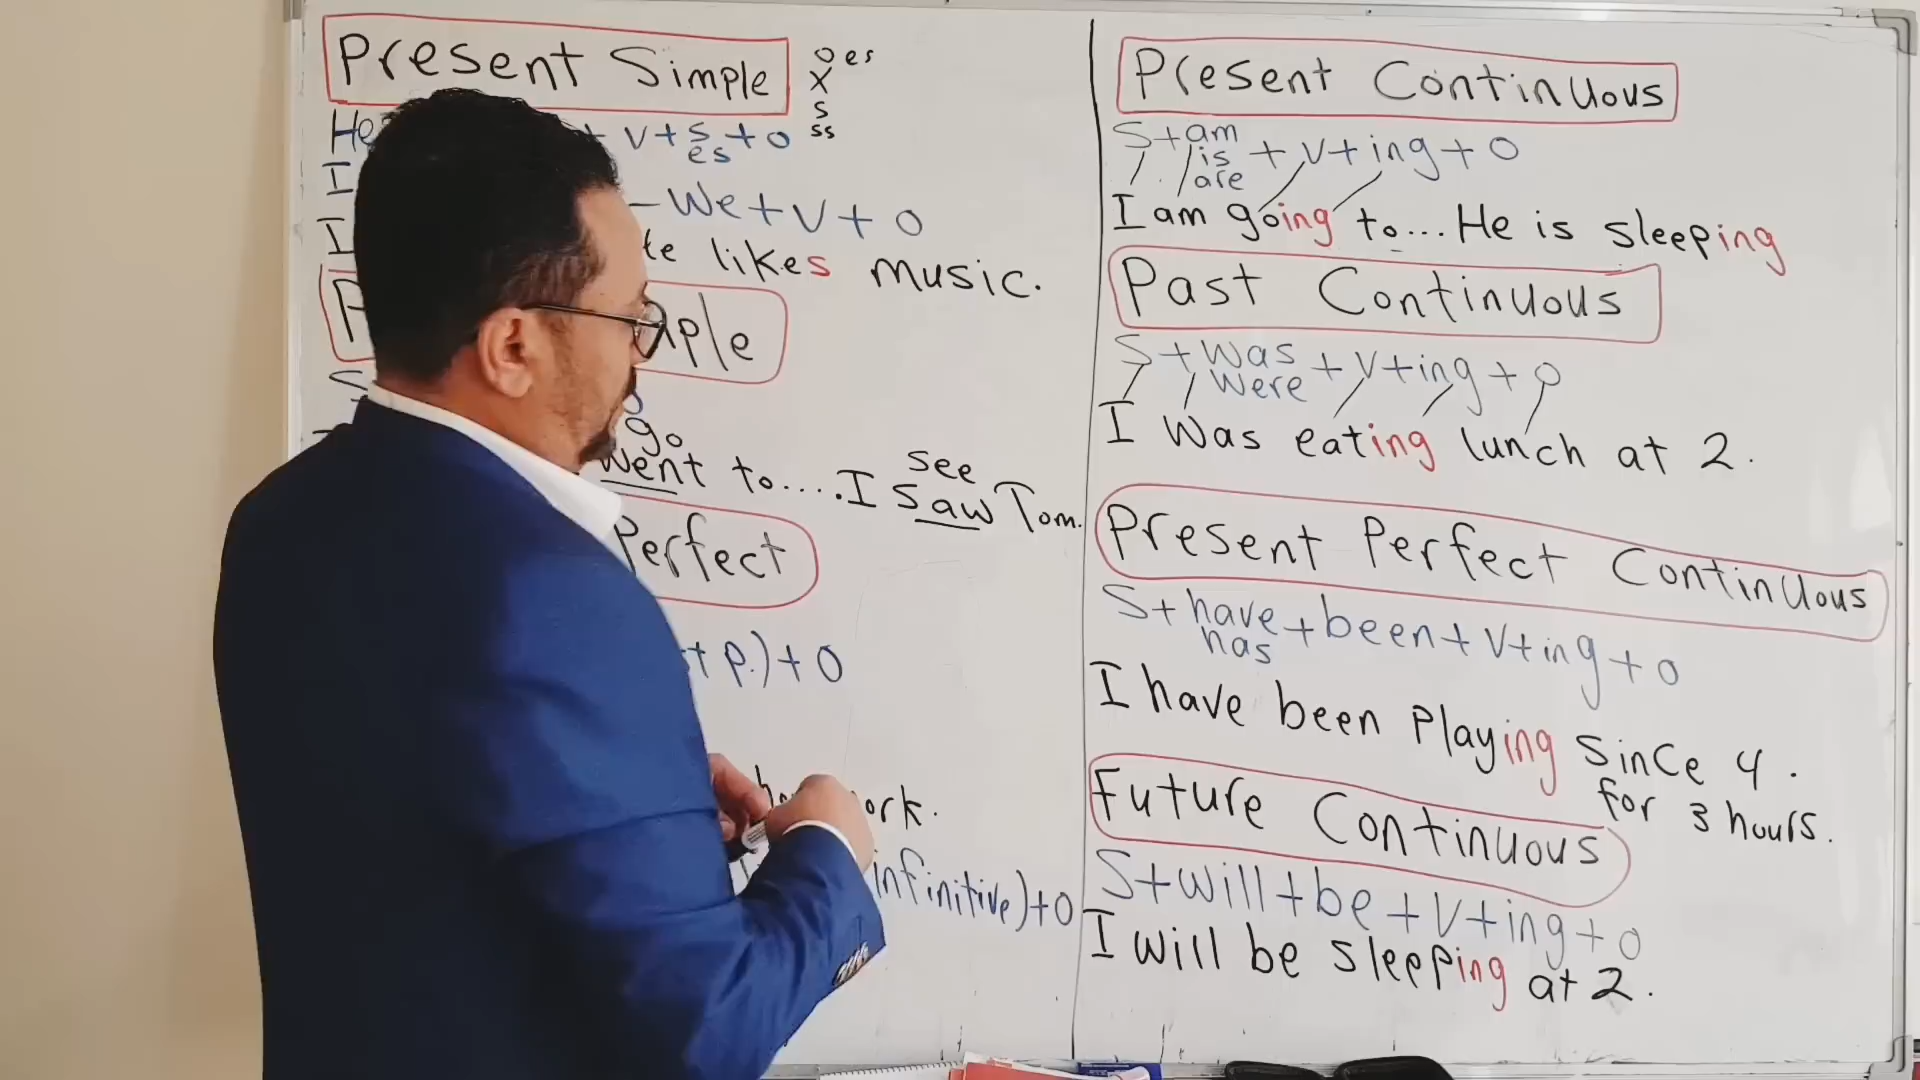 Present Simple
o es
x
s
ss
He
+ V+s+o
es
I
-We+V+O
I
likes music.
S
go
went to.....I saw Tom.
see
Perfect
p.)+O
ork.
infinitive)+O
Present Continuous
S+am
is + V+ing+O
are
I am going to...He is sleeping
Past Continuous
S+was + V+ing+O
were
I was eating lunch at 2.
Present Perfect Continuous
S+have+been+V+ing+O
has
I have been Playing since 4.
for 3 hours.
Future Continuous
S+will+be+V+ing+O
I will be sleeping at 2.